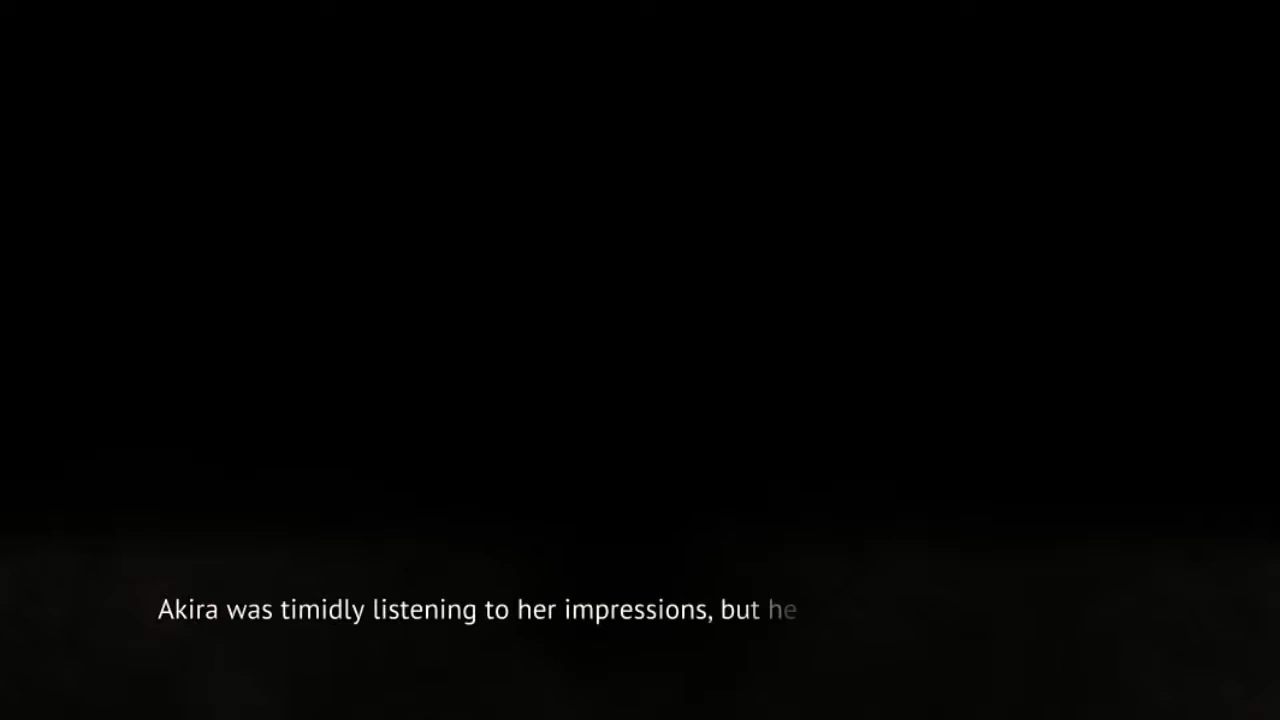 Akira was timidly listening to her impressions, but he